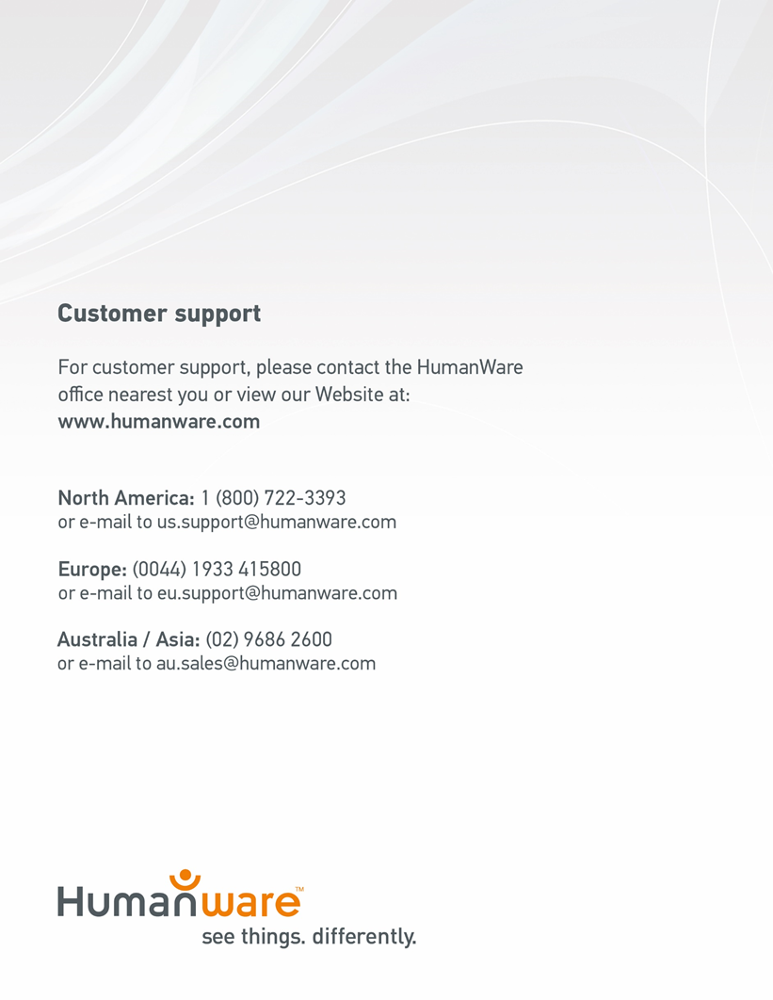 Customer support
For customer support, please contact the HumanWare
office nearest you or view our Website at:
www.humanware.com
North America: 1 (800) 722-3393
or e-mail to us.support@humanware.com
Europe: (0044) 1933 415800
or e-mail to eu.support@humanware.com
Australia / Asia: (02) 9686 2600
or e-mail to au.sales@humanware.com
Humanware™
see things. differently.